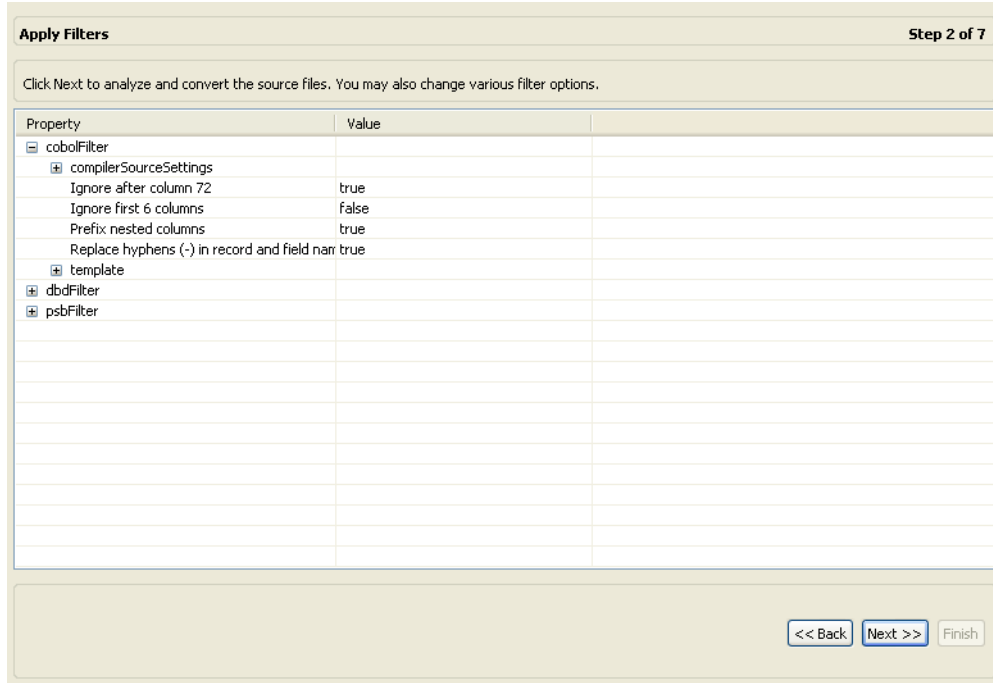 Apply Filters Step 2 of 7
Click Next to analyze and convert the source files. You may also change various filter options.
Property Value
cobolFilter
compilerSourceSettings
Ignore after column 72 true
Ignore first 6 columns false
Prefix nested columns true
Replace hyphens (-) in record and field nam true
template
dbdFilter
psbFilter
<< Back Next >> Finish